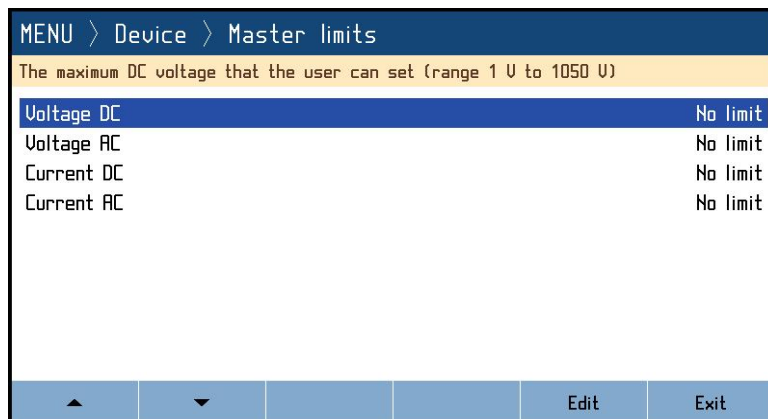 MENU 〉 Device 〉 Master limits
The maximum DC voltage that the user can set (range 1 V to 1050 V)
Voltage DC No limit
Voltage AC No limit
Current DC No limit
Current AC No limit
Edit Exit